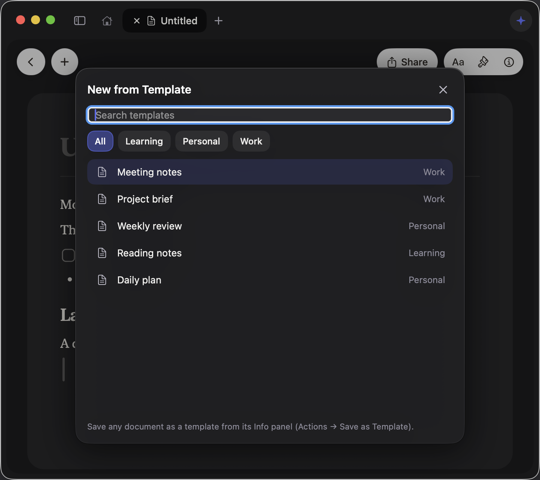 Untitled
Share
Aa
New from Template
Search templates
All Learning Personal Work
Meeting notes Work
Project brief Work
Weekly review Personal
Reading notes Learning
Daily plan Personal
Save any document as a template from its Info panel (Actions → Save as Template).